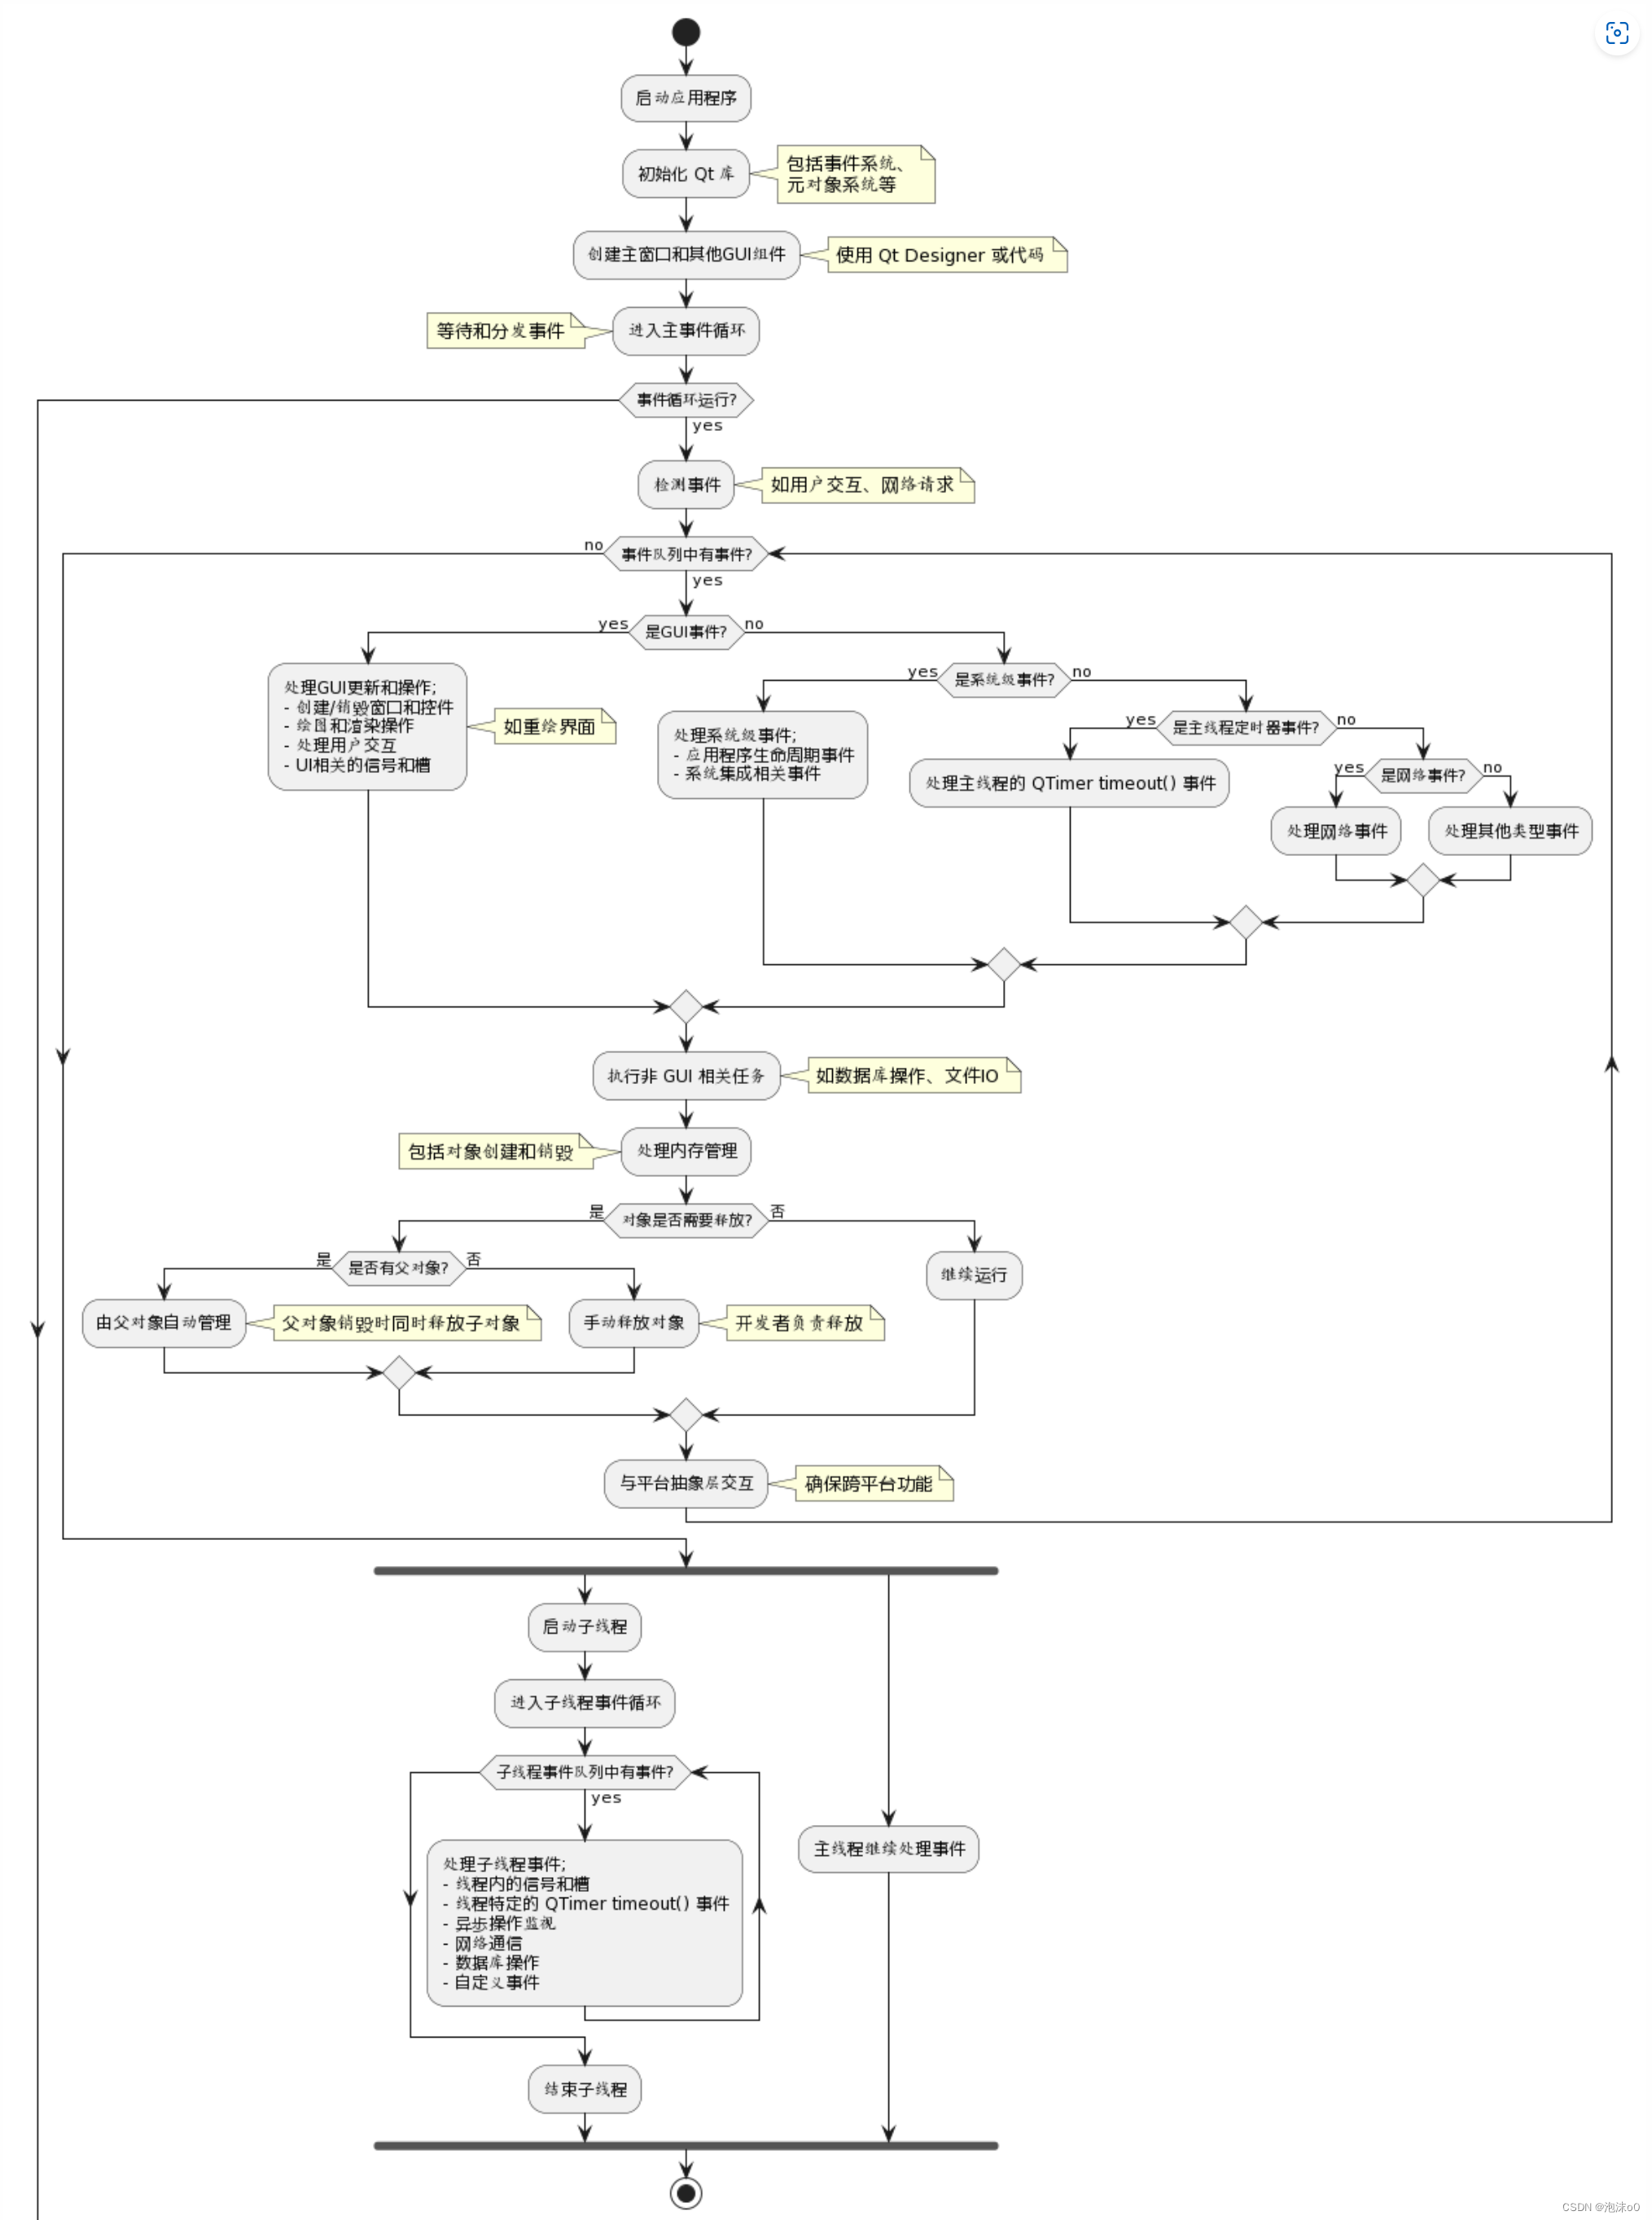 启动应用程序
初始化 Qt 库
包括事件系统、
元对象系统等
创建主窗口和其他GUI组件
使用 Qt Designer 或代码
等待和分发事件
进入主事件循环
事件循环运行?
yes
检测事件
如用户交互、网络请求
no
事件队列中有事件?
yes
yes
是GUI事件?
no
处理GUI更新和操作;
- 创建/销毁窗口和控件
- 绘图和渲染操作
- 处理用户交互
- UI相关的信号和槽
如重绘界面
yes
是系统级事件?
no
处理系统级事件;
- 应用程序生命周期事件
- 系统集成相关事件
yes
是主线程定时器事件?
no
处理主线程的 QTimer timeout() 事件
yes
是网络事件?
no
处理网络事件
处理其他类型事件
执行非 GUI 相关任务
如数据库操作、文件IO
包括对象创建和销毁
处理内存管理
是
对象是否需要释放?
否
是
是否有父对象?
否
继续运行
由父对象自动管理
父对象销毁时同时释放子对象
手动释放对象
开发者负责释放
与平台抽象层交互
确保跨平台功能
启动子线程
进入子线程事件循环
子线程事件队列中有事件?
yes
处理子线程事件;
- 线程内的信号和槽
- 线程特定的 QTimer timeout() 事件
- 异步操作监视
- 网络通信
- 数据库操作
- 自定义事件
主线程继续处理事件
结束子线程
CSDN @泡沫o0